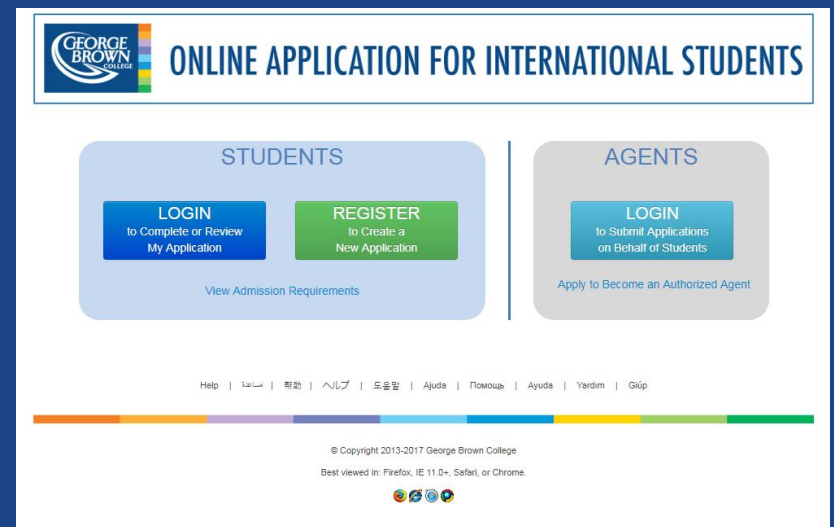 GEORGE
BROWN
COLLEGE
ONLINE APPLICATION FOR INTERNATIONAL STUDENTS
STUDENTS
LOGIN
to Complete or Review
My Application
REGISTER
to Create a
New Application
View Admission Requirements
AGENTS
LOGIN
to Submit Applications
on Behalf of Students
Apply to Become an Authorized Agent
Help | مساعدة | 帮助 | ヘルプ | 도움말 | Ajuda | Помощь | Ayuda | Yardım | Giúp
© Copyright 2013-2017 George Brown College
Best viewed in: Firefox, IE 11.0+, Safari, or Chrome.